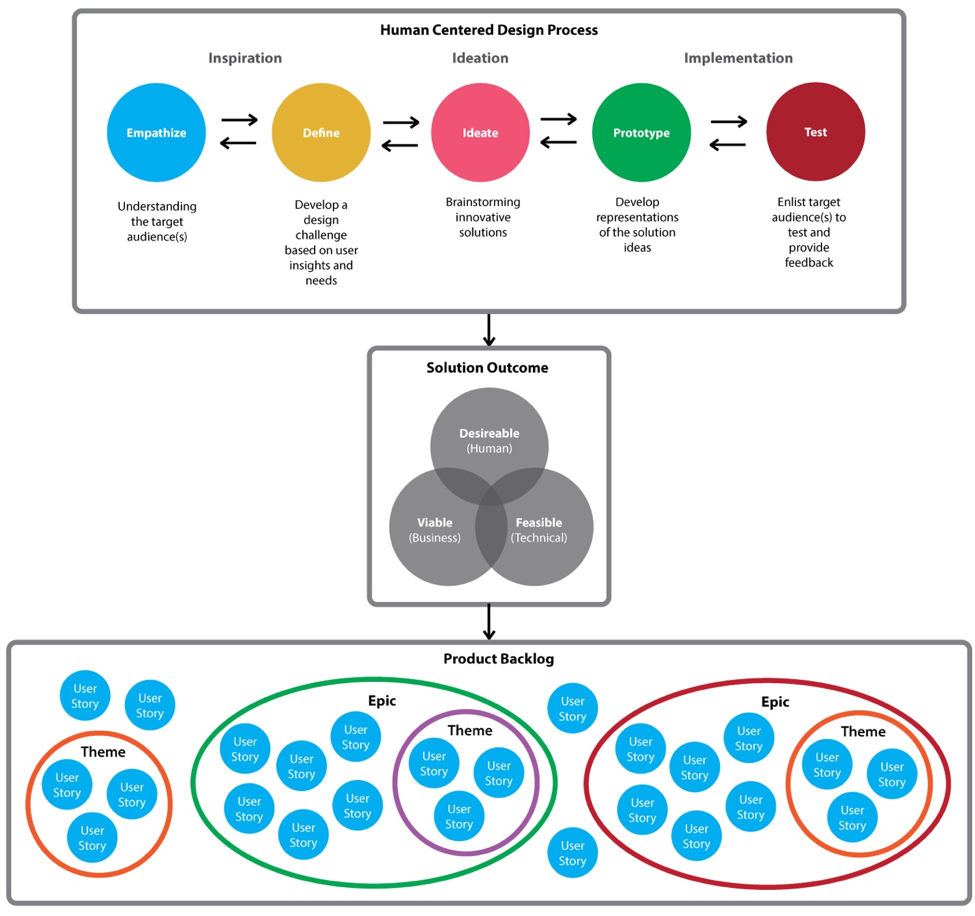 Human Centered Design Process
Inspiration
Ideation
Implementation
Empathize
Define
Ideate
Prototype
Test
Understanding
the target
audience(s)
Develop a
design
challenge
based on user
insights and
needs
Brainstorming
innovative
solutions
Develop
representations
of the solution
ideas
Enlist target
audience(s) to
test and
provide
feedback
Solution Outcome
Desireable
(Human)
Viable
(Business)
Feasible
(Technical)
Product Backlog
User
Story
User
Story
Theme
User
Story
User
Story
User
Story
Epic
User
Story
User
Story
User
Story
User
Story
User
Story
User
Story
Theme
User
Story
User
Story
User
Story
User
Story
User
Story
Epic
User
Story
User
Story
User
Story
User
Story
User
Story
User
Story
Theme
User
Story
User
Story
User
Story